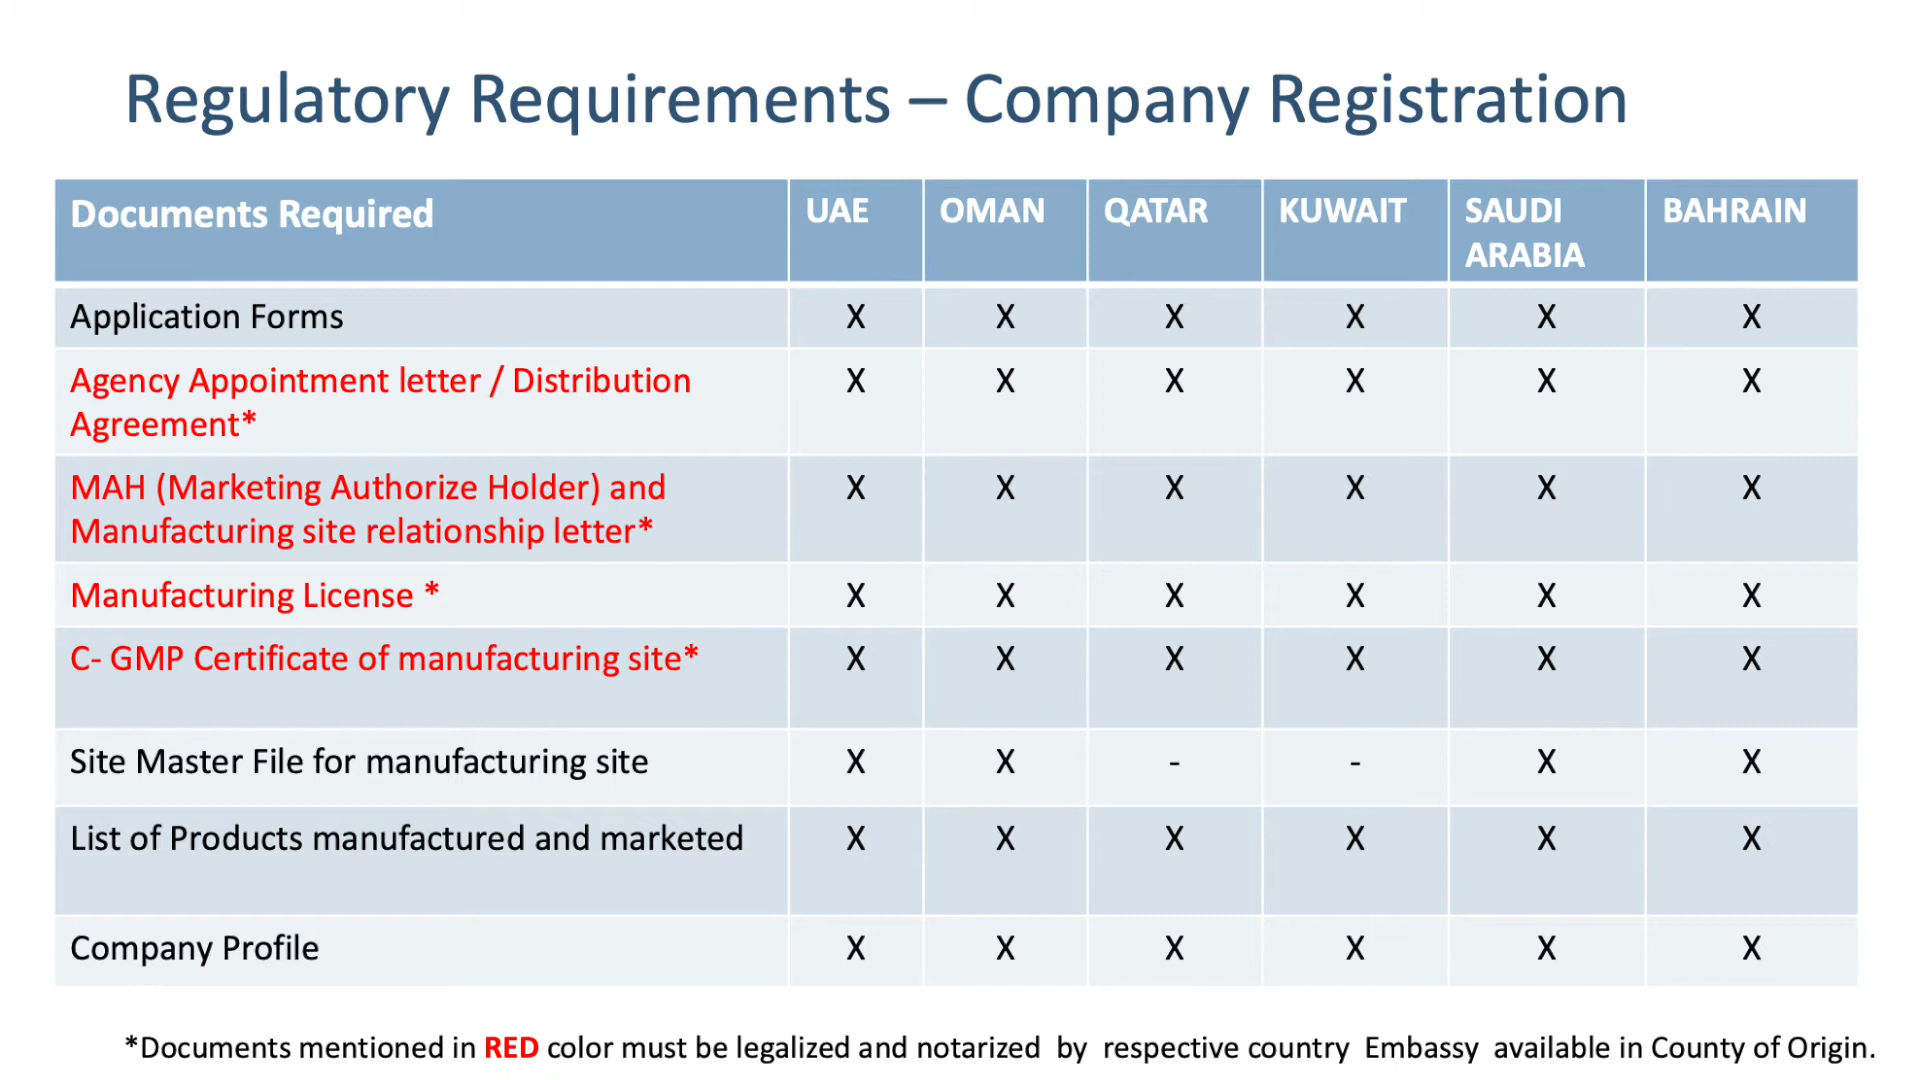 Regulatory Requirements – Company Registration
Documents Required UAE OMAN QATAR KUWAIT SAUDI ARABIA BAHRAIN
Application Forms X X X X X X
Agency Appointment letter / Distribution X X X X X X
Agreement*
MAH (Marketing Authorize Holder) and X X X X X X
Manufacturing site relationship letter*
Manufacturing License * X X X X X X
C- GMP Certificate of manufacturing site* X X X X X X
Site Master File for manufacturing site X X - - X X
List of Products manufactured and marketed X X X X X X
Company Profile X X X X X X
*Documents mentioned in RED color must be legalized and notarized by respective country Embassy available in County of Origin.